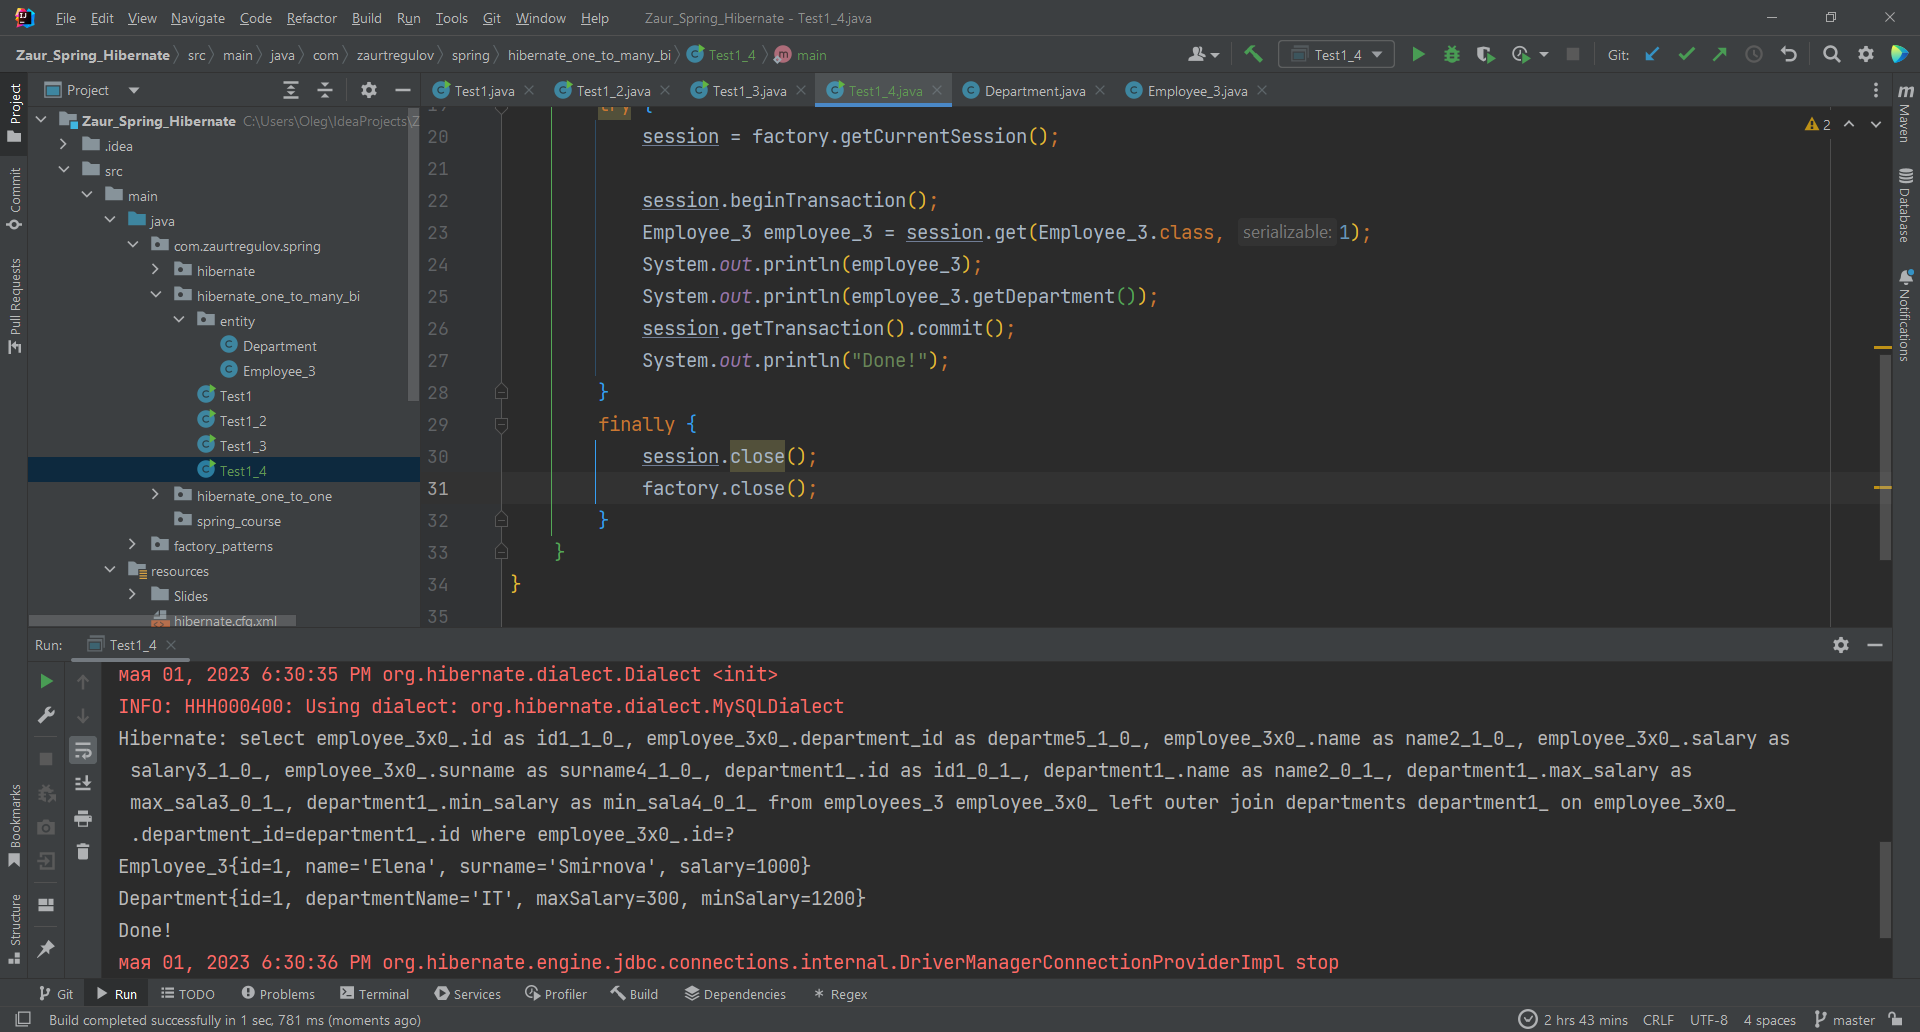 File Edit View Navigate Code Refactor Build Run Tools Git Window Help Zaur_Spring_Hibernate - Test1_4.java
Zaur_Spring_Hibernate src main java com zaurtregulov spring hibernate_one_to_many_bi Test1_4 main Test1_4 Git:
Project Test1.java Test1_2.java Test1_3.java Test1_4.java Department.java Employee_3.java
Project
Commit
Pull Requests
Bookmarks
Structure
Zaur_Spring_Hibernate C:\Users\Oleg\IdeaProjects\Z
.idea
src
main
java
com.zaurtregulov.spring
hibernate
hibernate_one_to_many_bi
entity
Department
Employee_3
Test1
Test1_2
Test1_3
Test1_4
hibernate_one_to_one
spring_course
factory_patterns
resources
Slides
hibernate.cfg.xml
19 try {
20 session = factory.getCurrentSession();
21
22 session.beginTransaction();
23 Employee_3 employee_3 = session.get(Employee_3.class, serializable: 1);
24 System.out.println(employee_3);
25 System.out.println(employee_3.getDepartment());
26 session.getTransaction().commit();
27 System.out.println("Done!");
28 }
29 finally {
30 session.close();
31 factory.close();
32 }
33 }
34 }
35
2
Maven
Database
Notifications
Run: Test1_4
мая 01, 2023 6:30:35 PM org.hibernate.dialect.Dialect <init>
INFO: HHH000400: Using dialect: org.hibernate.dialect.MySQLDialect
Hibernate: select employee_3x0_.id as id1_1_0_, employee_3x0_.department_id as departme5_1_0_, employee_3x0_.name as name2_1_0_, employee_3x0_.salary as
salary3_1_0_, employee_3x0_.surname as surname4_1_0_, department1_.id as id1_0_1_, department1_.name as name2_0_1_, department1_.max_salary as
max_sala3_0_1_, department1_.min_salary as min_sala4_0_1_ from employees_3 employee_3x0_ left outer join departments department1_ on employee_3x0_
.department_id=department1_.id where employee_3x0_.id=?
Employee_3{id=1, name='Elena', surname='Smirnova', salary=1000}
Department{id=1, departmentName='IT', maxSalary=300, minSalary=1200}
Done!
мая 01, 2023 6:30:36 PM org.hibernate.engine.jdbc.connections.internal.DriverManagerConnectionProviderImpl stop
Git Run TODO Problems Terminal Services Profiler Build Dependencies Regex
Build completed successfully in 1 sec, 781 ms (moments ago) 2 hrs 43 mins CRLF UTF-8 4 spaces master